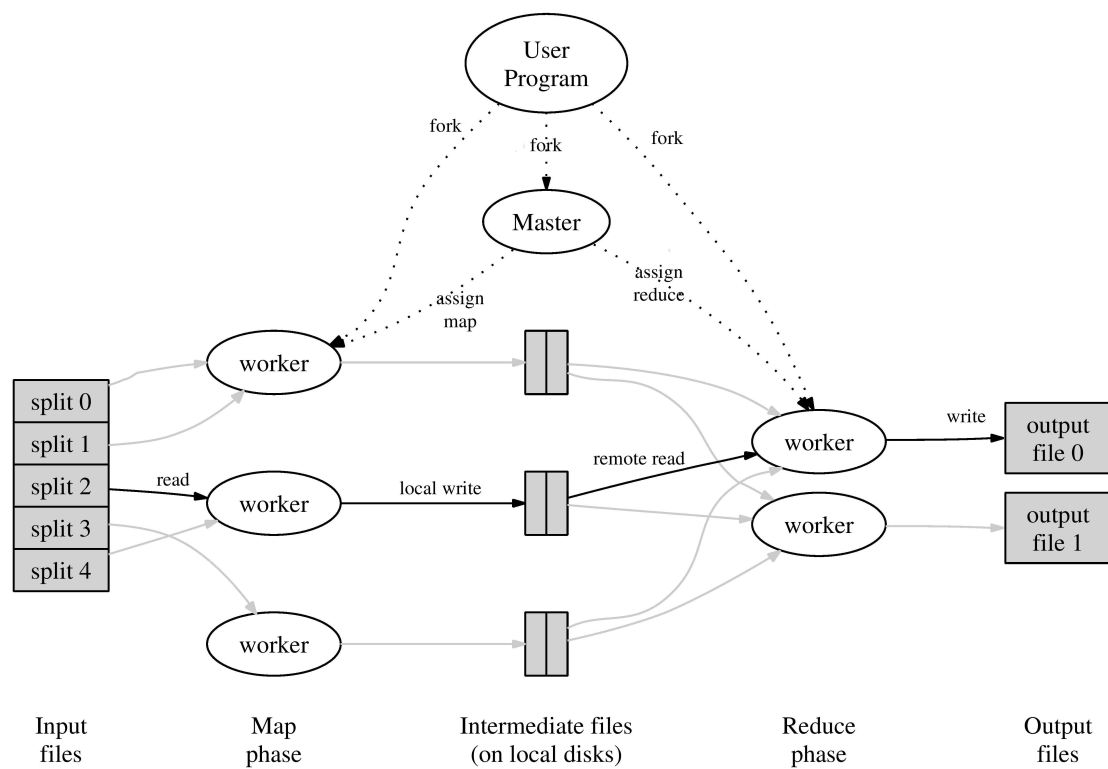 User
Program
fork
fork
fork
Master
assign
map
assign
reduce
worker
split 0
split 1
split 2
split 3
split 4
read
worker
local write
remote read
worker
write
output
file 0
worker
output
file 1
worker
Input
files
Map
phase
Intermediate files
(on local disks)
Reduce
phase
Output
files